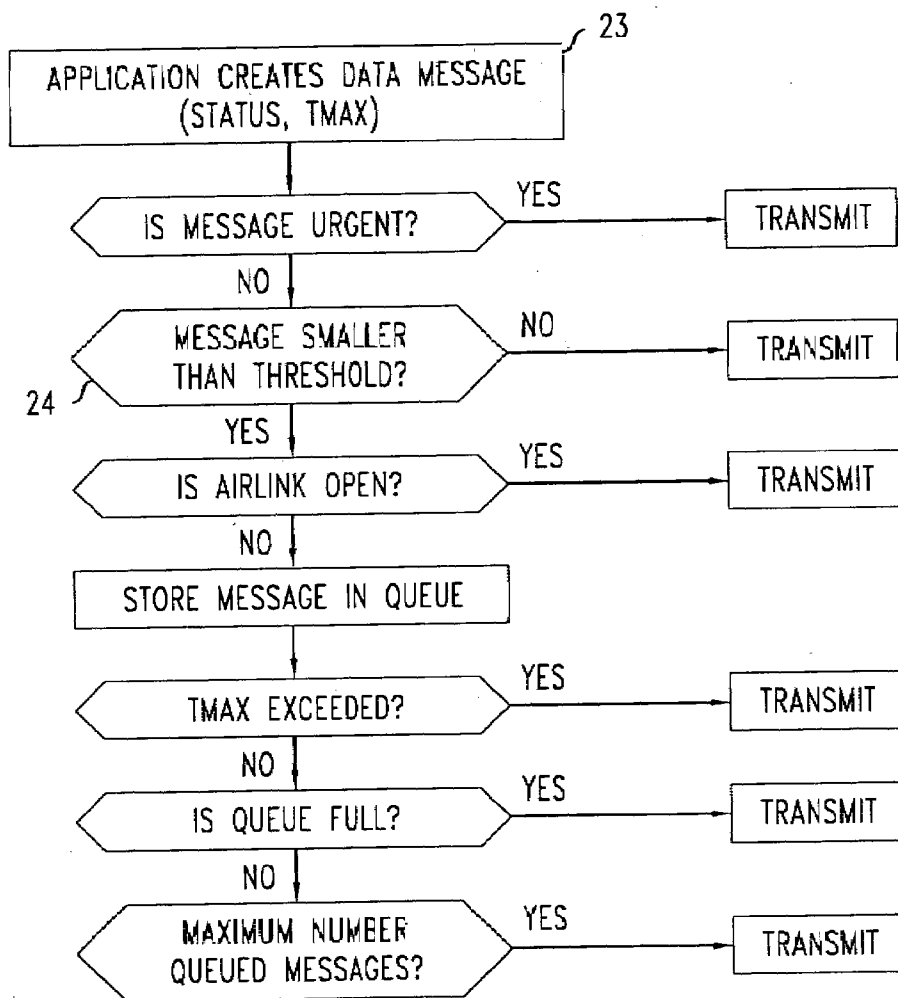 23
APPLICATION CREATES DATA MESSAGE
(STATUS, TMAX)
IS MESSAGE URGENT?
YES
TRANSMIT
NO
MESSAGE SMALLER
THAN THRESHOLD?
NO
TRANSMIT
24
YES
IS AIRLINK OPEN?
YES
TRANSMIT
NO
STORE MESSAGE IN QUEUE
TMAX EXCEEDED?
YES
TRANSMIT
NO
IS QUEUE FULL?
YES
TRANSMIT
NO
MAXIMUM NUMBER
QUEUED MESSAGES?
YES
TRANSMIT